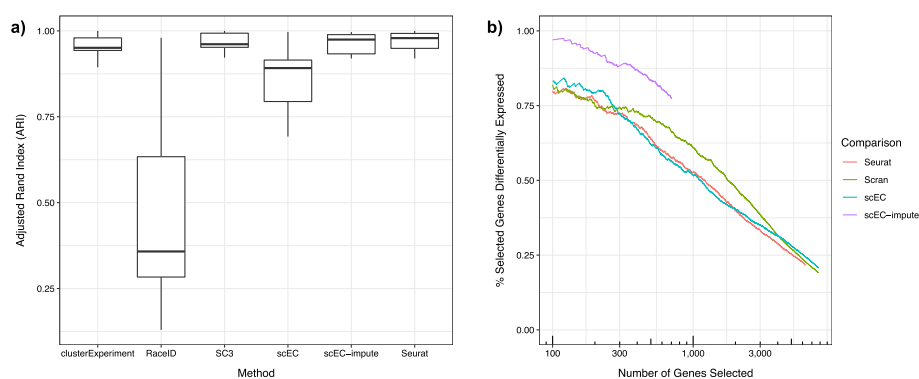 a)
Adjusted Rand Index (ARI)
1.00
0.75
0.50
0.25
clusterExperiment RaceID SC3 scEC scEC−impute Seurat
Method
b)
% Selected Genes Differentially Expressed
1.00
0.75
0.50
0.25
0.00
100 300 1,000 3,000
Number of Genes Selected
Comparison
Seurat
Scran
scEC
scEC−impute